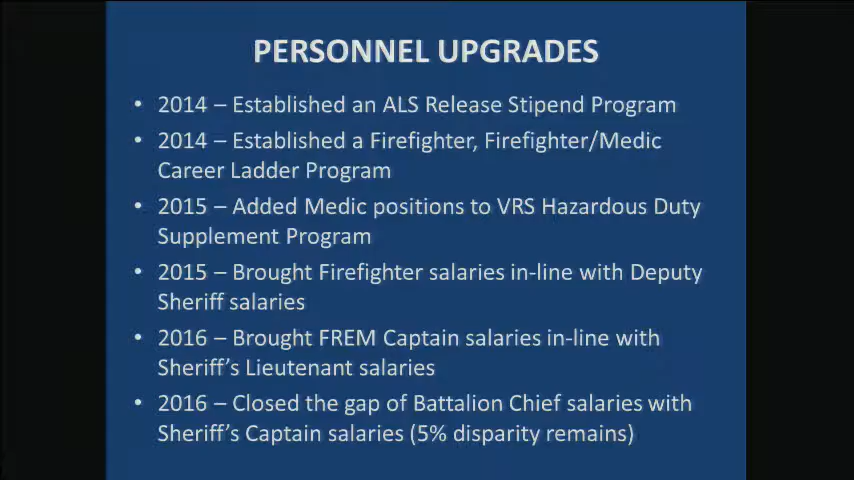 PERSONNEL UPGRADES
• 2014 – Established an ALS Release Stipend Program
• 2014 – Established a Firefighter, Firefighter/Medic
Career Ladder Program
• 2015 – Added Medic positions to VRS Hazardous Duty
Supplement Program
• 2015 – Brought Firefighter salaries in-line with Deputy
Sheriff salaries
• 2016 – Brought FREM Captain salaries in-line with
Sheriff's Lieutenant salaries
• 2016 – Closed the gap of Battalion Chief salaries with
Sheriff's Captain salaries (5% disparity remains)